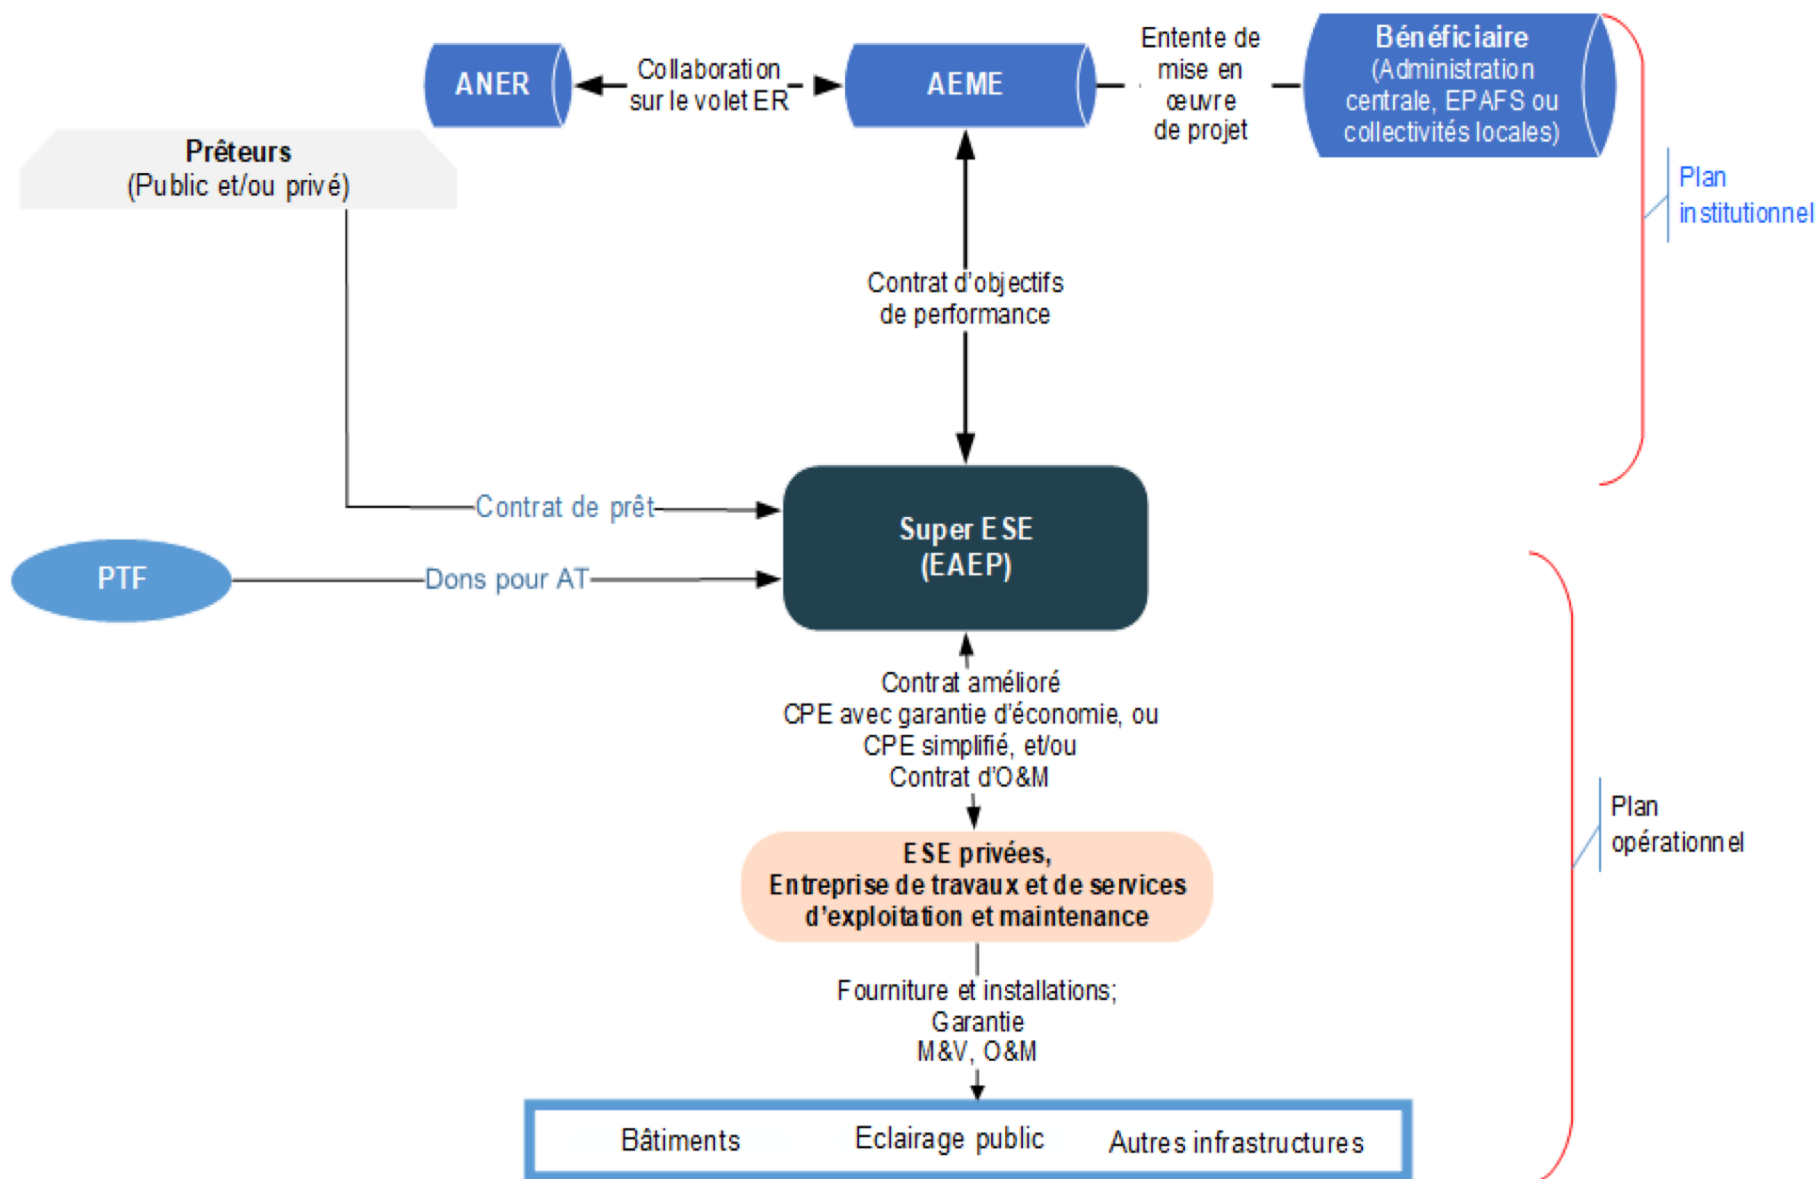 ANER
Collaboration
sur le volet ER
AEME
Entente de
mise en
œuvre
de projet
Bénéficiaire
(Administration
centrale, EPAFS ou
collectivités locales)
Prêteurs
(Public et/ou privé)
Plan
institutionnel
Contrat d'objectifs
de performance
Contrat de prêt
Super ESE
(EAEP)
PTF
Dons pour AT
Contrat amélioré
CPE avec garantie d'économie, ou
CPE simplifié, et/ou
Contrat d'O&M
Plan
opérationnel
ESE privées,
Entreprise de travaux et de services
d'exploitation et maintenance
Fourniture et installations;
Garantie
M&V, O&M
Bâtiments
Eclairage public
Autres infrastructures